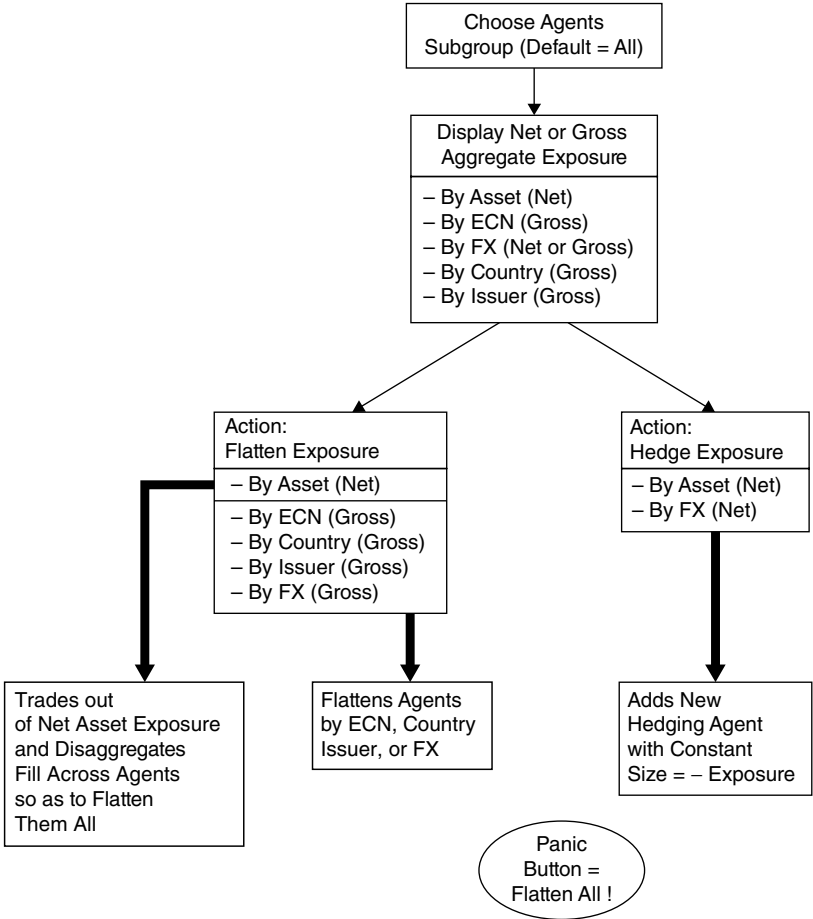 Choose Agents
Subgroup (Default = All)
Display Net or Gross
Aggregate Exposure
– By Asset (Net)
– By ECN (Gross)
– By FX (Net or Gross)
– By Country (Gross)
– By Issuer (Gross)
Action:
Flatten Exposure
– By Asset (Net)
– By ECN (Gross)
– By Country (Gross)
– By Issuer (Gross)
– By FX (Gross)
Action:
Hedge Exposure
– By Asset (Net)
– By FX (Net)
Trades out
of Net Asset Exposure
and Disaggregates
Fill Across Agents
so as to Flatten
Them All
Flattens Agents
by ECN, Country
Issuer, or FX
Adds New
Hedging Agent
with Constant
Size = – Exposure
Panic
Button =
Flatten All !